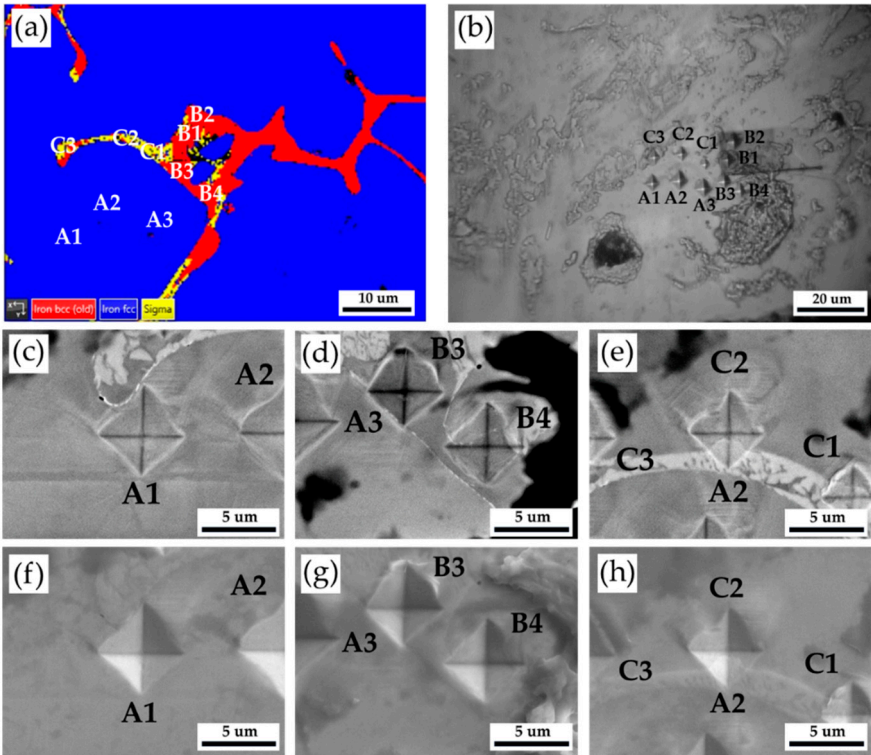 (a)
B2
B1
C3
C2
C1
B3
B4
A2
A3
A1
Iron bcc (old)
Iron fcc
Sigma
10 um
(b)
C3
C2
C1
B2
B1
A1
A2
A3
B3
B4
20 um
(c)
A2
A1
5 um
(d)
B3
A3
B4
5 um
(e)
C2
C3
C1
A2
5 um
(f)
A2
A1
5 um
(g)
B3
A3
B4
5 um
(h)
C2
C3
C1
A2
5 um